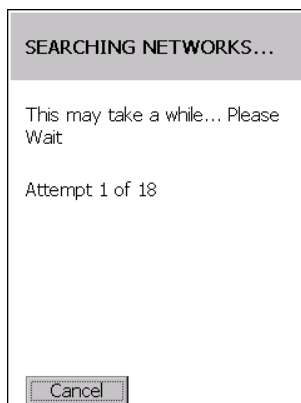 SEARCHING NETWORKS...
This may take a while... Please
Wait
Attempt 1 of 18
Cancel